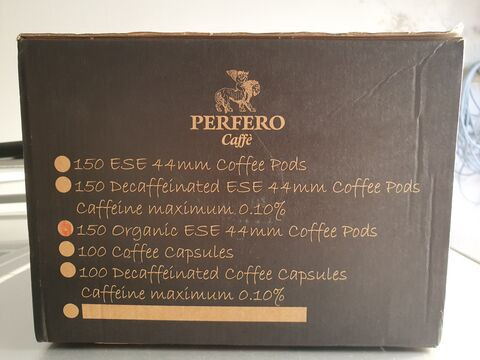 PERFERO
Caffè
150 ESE 44mm Coffee Pods
150 Decaffeinated ESE 44mm Coffee Pods
Caffeine maximum 0.10%
150 Organic ESE 44mm Coffee Pods
100 Coffee Capsules
100 Decaffeinated Coffee Capsules
Caffeine maximum 0.10%